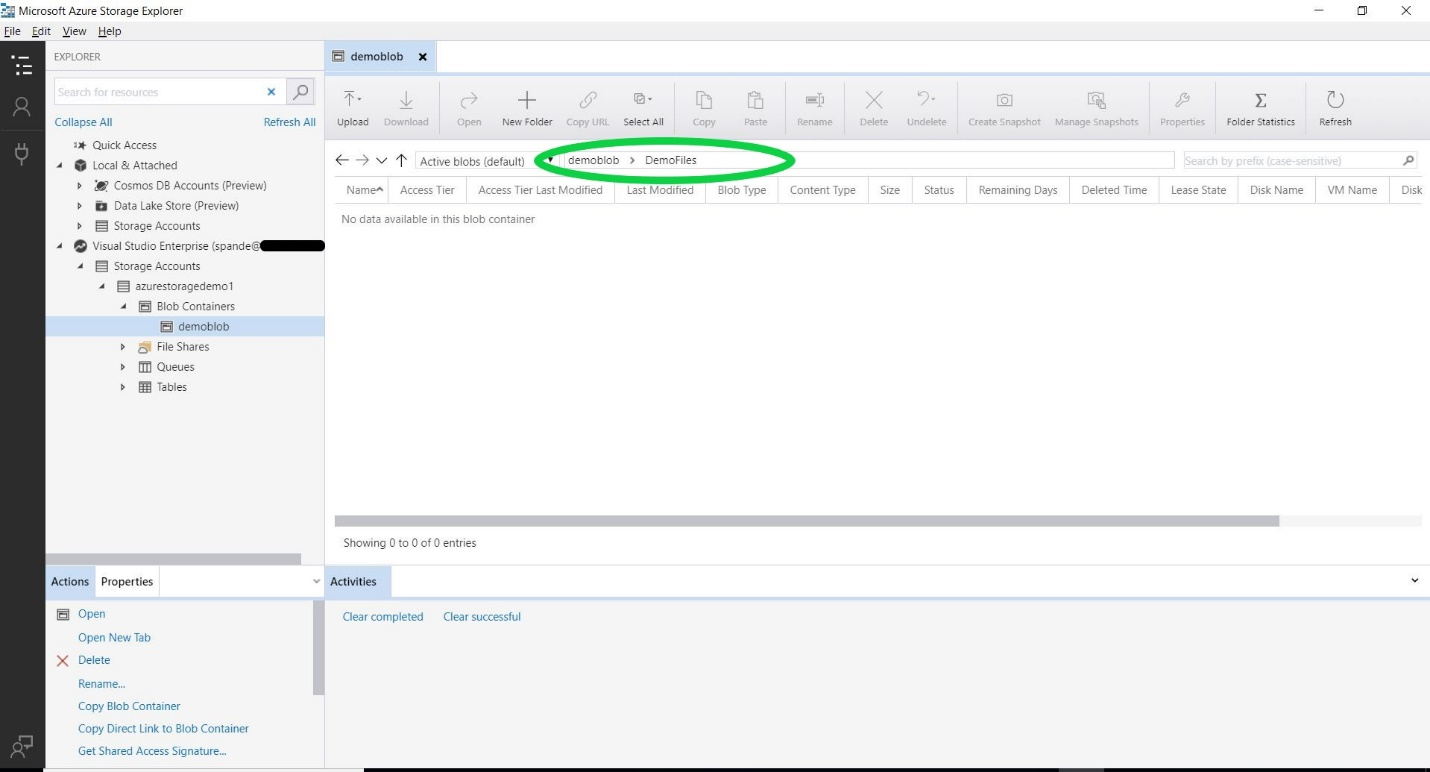 Microsoft Azure Storage Explorer
File Edit View Help
EXPLORER
Search for resources
Collapse All Refresh All
Quick Access
Local & Attached
Cosmos DB Accounts (Preview)
Data Lake Store (Preview)
Storage Accounts
Visual Studio Enterprise (spande@
Storage Accounts
azurestoragedemo1
Blob Containers
demoblob
File Shares
Queues
Tables
Actions Properties
Open
Open New Tab
Delete
Rename...
Copy Blob Container
Copy Direct Link to Blob Container
Get Shared Access Signature...
demoblob
Upload Download Open New Folder Copy URL Select All Copy Paste Rename Delete Undelete Create Snapshot Manage Snapshots Properties Folder Statistics Refresh
Active blobs (default) demoblob > DemoFiles Search by prefix (case-sensitive)
Name Access Tier Access Tier Last Modified Last Modified Blob Type Content Type Size Status Remaining Days Deleted Time Lease State Disk Name VM Name Disk
No data available in this blob container
Showing 0 to 0 of 0 entries
Activities
Clear completed Clear successful